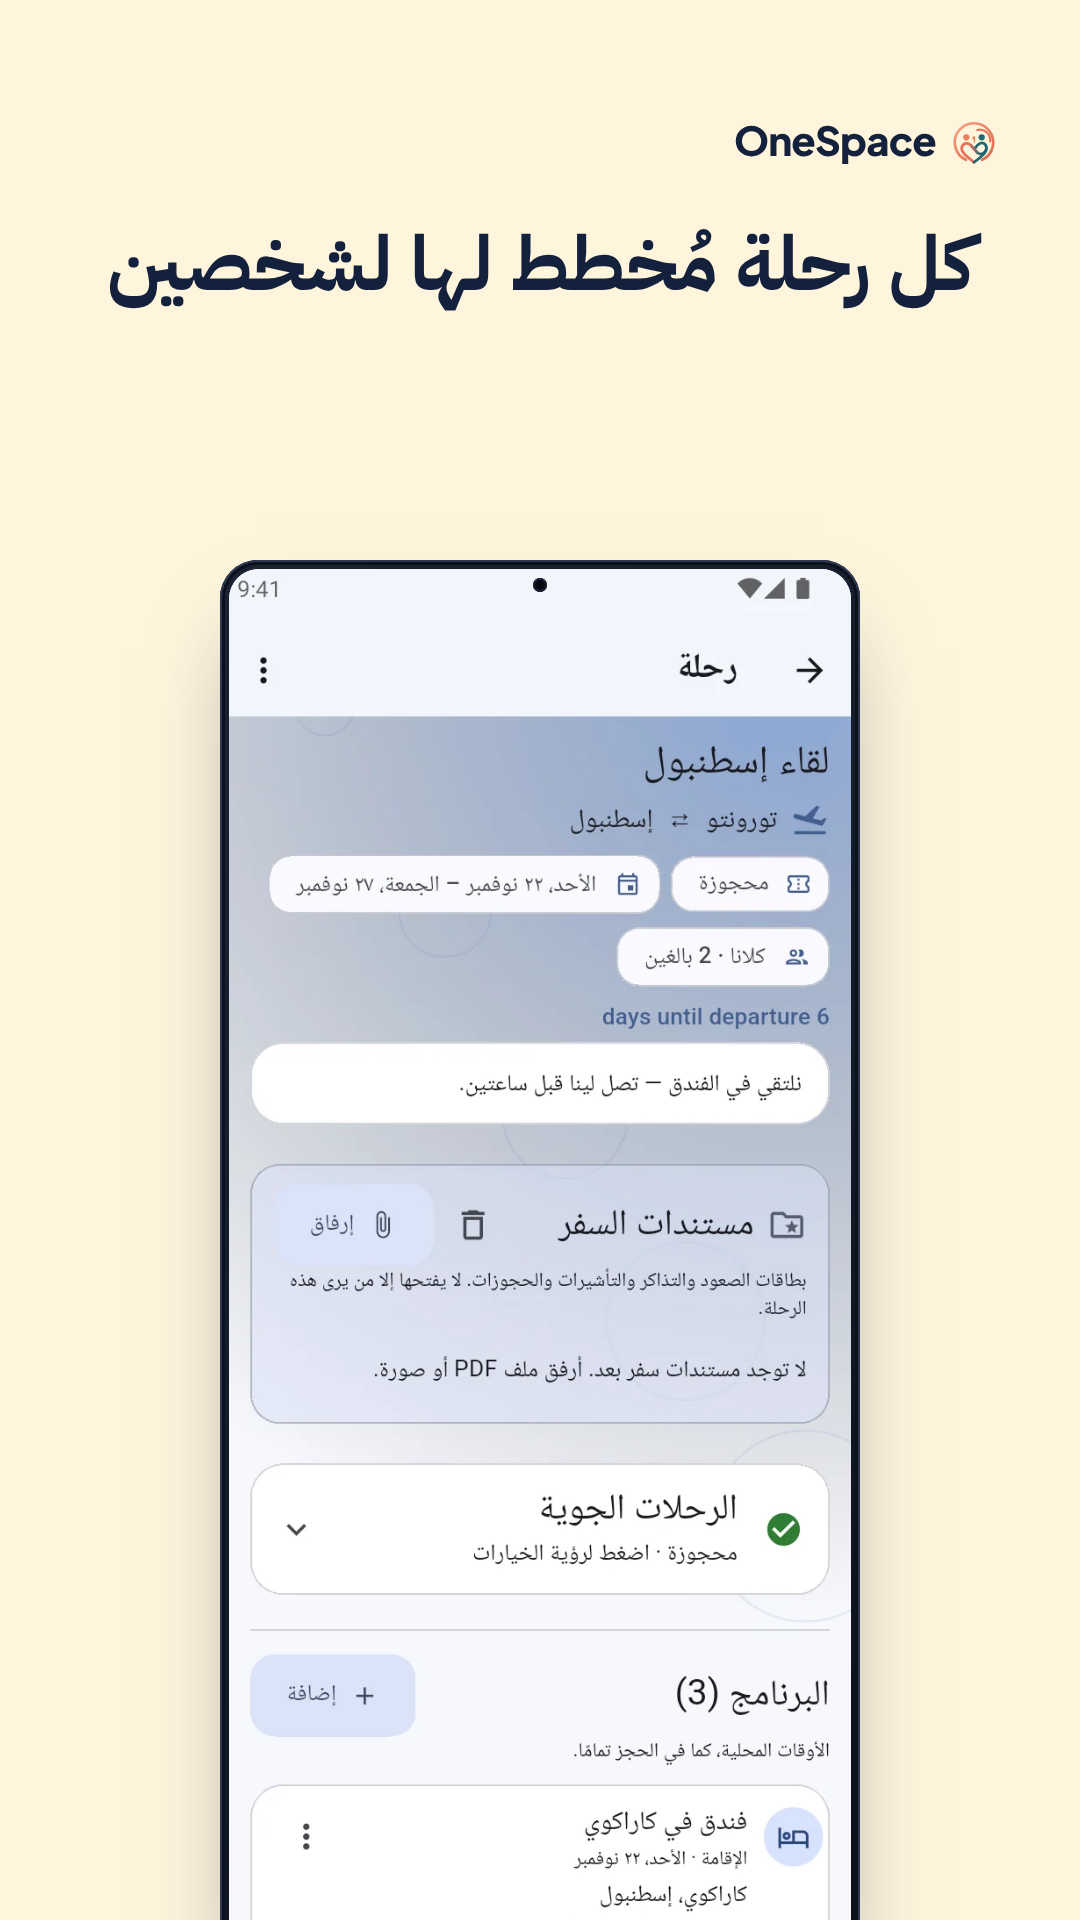 OneSpace
كل رحلة مُخطط لها لشخصين
9:41
رحلة
لقاء إسطنبول
تورونتو ⇄ إسطنبول
محجوزة
الأحد، ٢٢ نوفمبر – الجمعة، ٢٧ نوفمبر
كلانا · 2 بالغين
days until departure 6
نلتقي في الفندق — تصل لينا قبل ساعتين.
مستندات السفر
إرفاق
بطاقات الصعود والتذاكر والتأشيرات والحجوزات. لا يفتحها إلا من يرى هذه
الرحلة.
لا توجد مستندات سفر بعد. أرفق ملف PDF أو صورة.
الرحلات الجوية
محجوزة · اضغط لرؤية الخيارات
البرنامج (3)
إضافة
الأوقات المحلية، كما في الحجز تمامًا.
فندق في كاراكوي
الإقامة · الأحد، ٢٢ نوفمبر
كاراكوي، إسطنبول